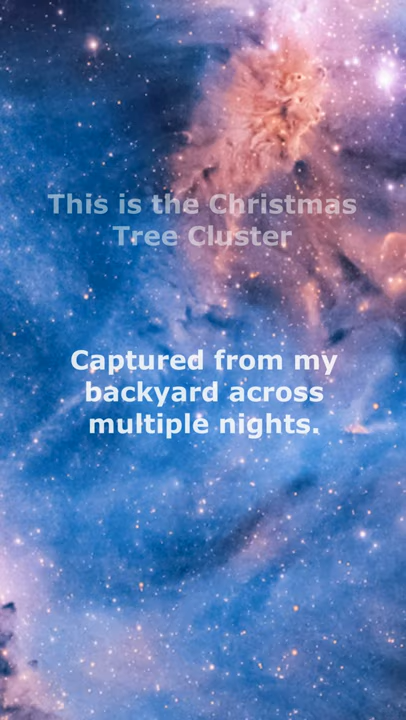 This is the Christmas
Tree Cluster
Captured from my
backyard across
multiple nights.